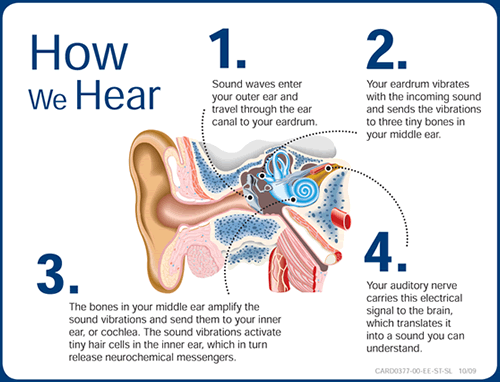 How
We Hear
1.
Sound waves enter
your outer ear and
travel through the ear
canal to your eardrum.
2.
Your eardrum vibrates
with the incoming sound
and sends the vibrations
to three tiny bones in
your middle ear.
3.
The bones in your middle ear amplify the
sound vibrations and send them to your inner
ear, or cochlea. The sound vibrations activate
tiny hair cells in the inner ear, which in turn
release neurochemical messengers.
4.
Your auditory nerve
carries this electrical
signal to the brain,
which translates it
into a sound you can
understand.
CARD0377-00-EE-ST-SL 10/09